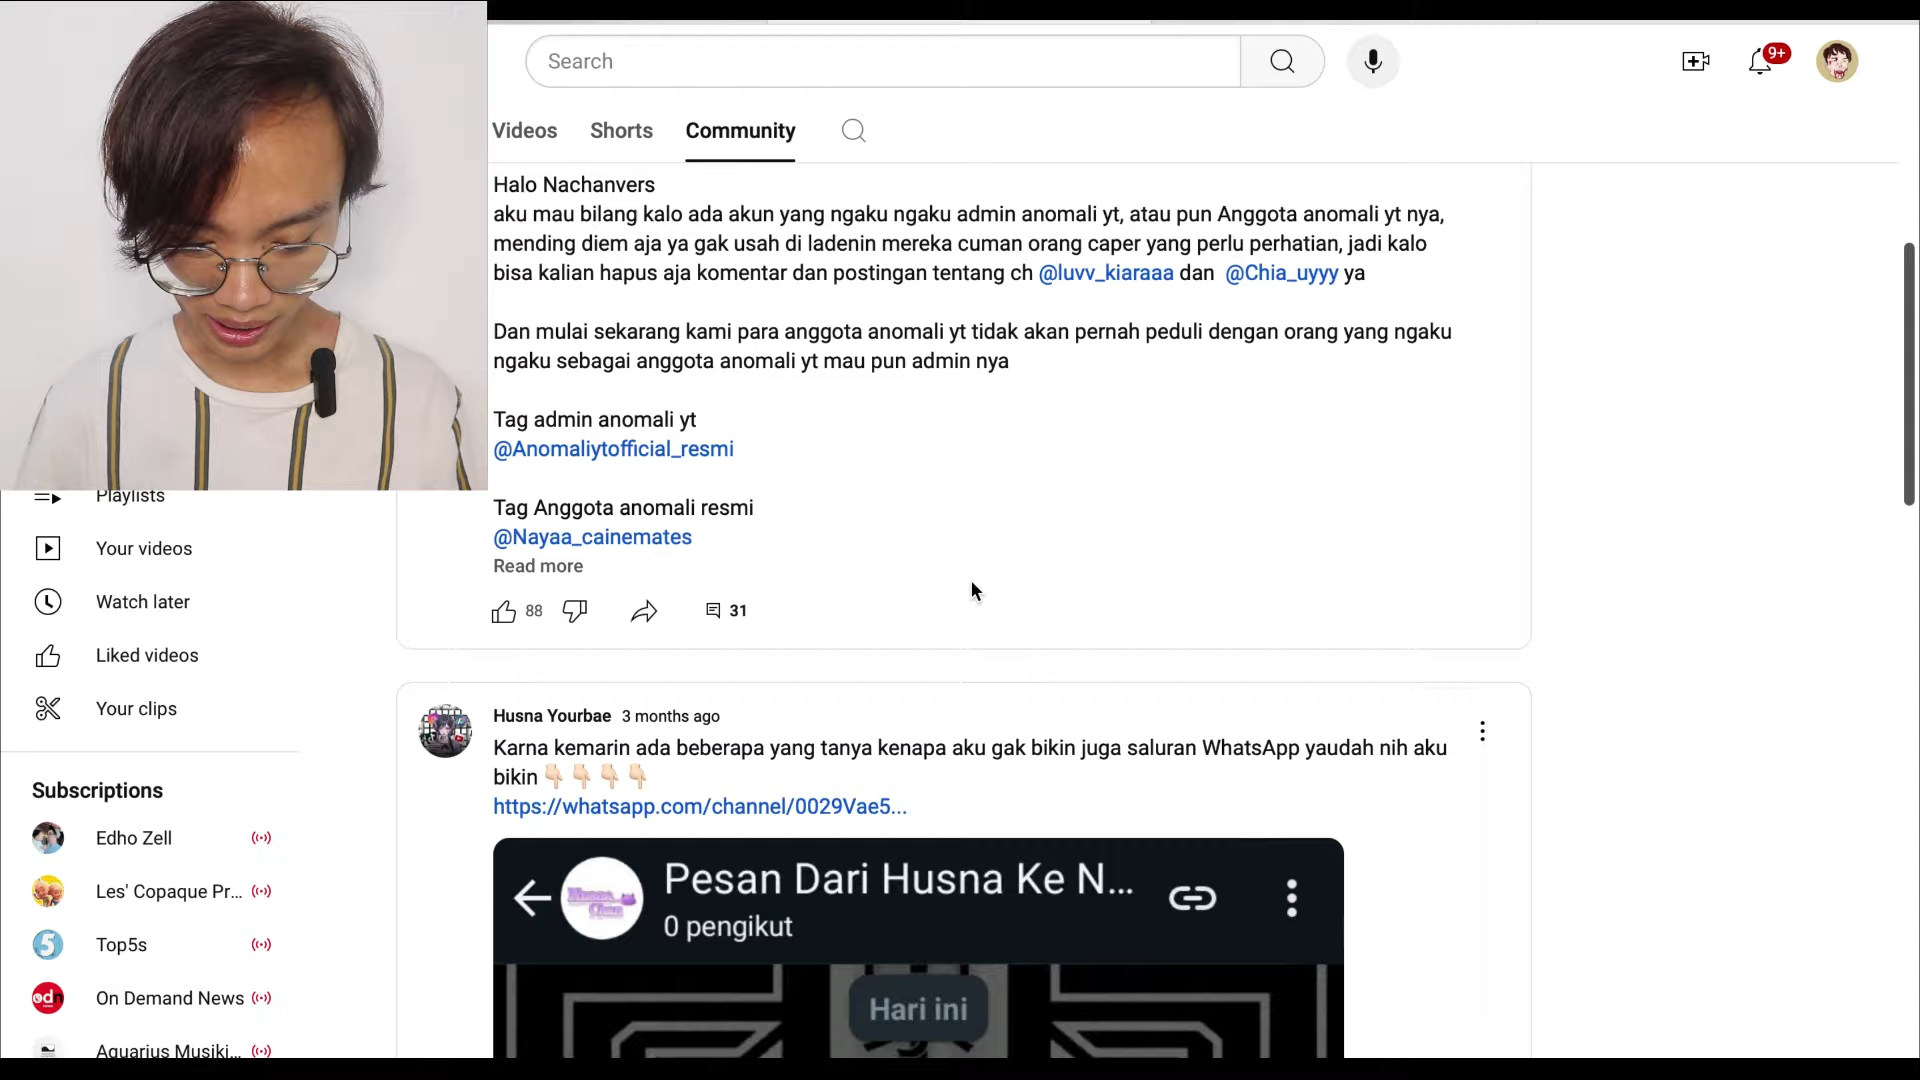 Search
9+
Videos
Shorts
Community
Halo Nachanvers
aku mau bilang kalo ada akun yang ngaku ngaku admin anomali yt, atau pun Anggota anomali yt nya,
mending diem aja ya gak usah di ladenin mereka cuman orang caper yang perlu perhatian, jadi kalo
bisa kalian hapus aja komentar dan postingan tentang ch @luvv_kiaraaa dan @Chia_uyyy ya
Dan mulai sekarang kami para anggota anomali yt tidak akan pernah peduli dengan orang yang ngaku
ngaku sebagai anggota anomali yt mau pun admin nya
Tag admin anomali yt
@Anomaliytofficial_resmi
Tag Anggota anomali resmi
@Nayaa_cainemates
Read more
88
31
Playlists
Your videos
Watch later
Liked videos
Your clips
Subscriptions
Edho Zell
Les' Copaque Pr...
Top5s
On Demand News
Aquarius Musiki...
Husna Yourbae 3 months ago
Karna kemarin ada beberapa yang tanya kenapa aku gak bikin juga saluran WhatsApp yaudah nih aku
bikin 👇🏻👇🏻👇🏻👇🏻
https://whatsapp.com/channel/0029Vae5...
Pesan Dari Husna Ke N...
0 pengikut
Hari ini